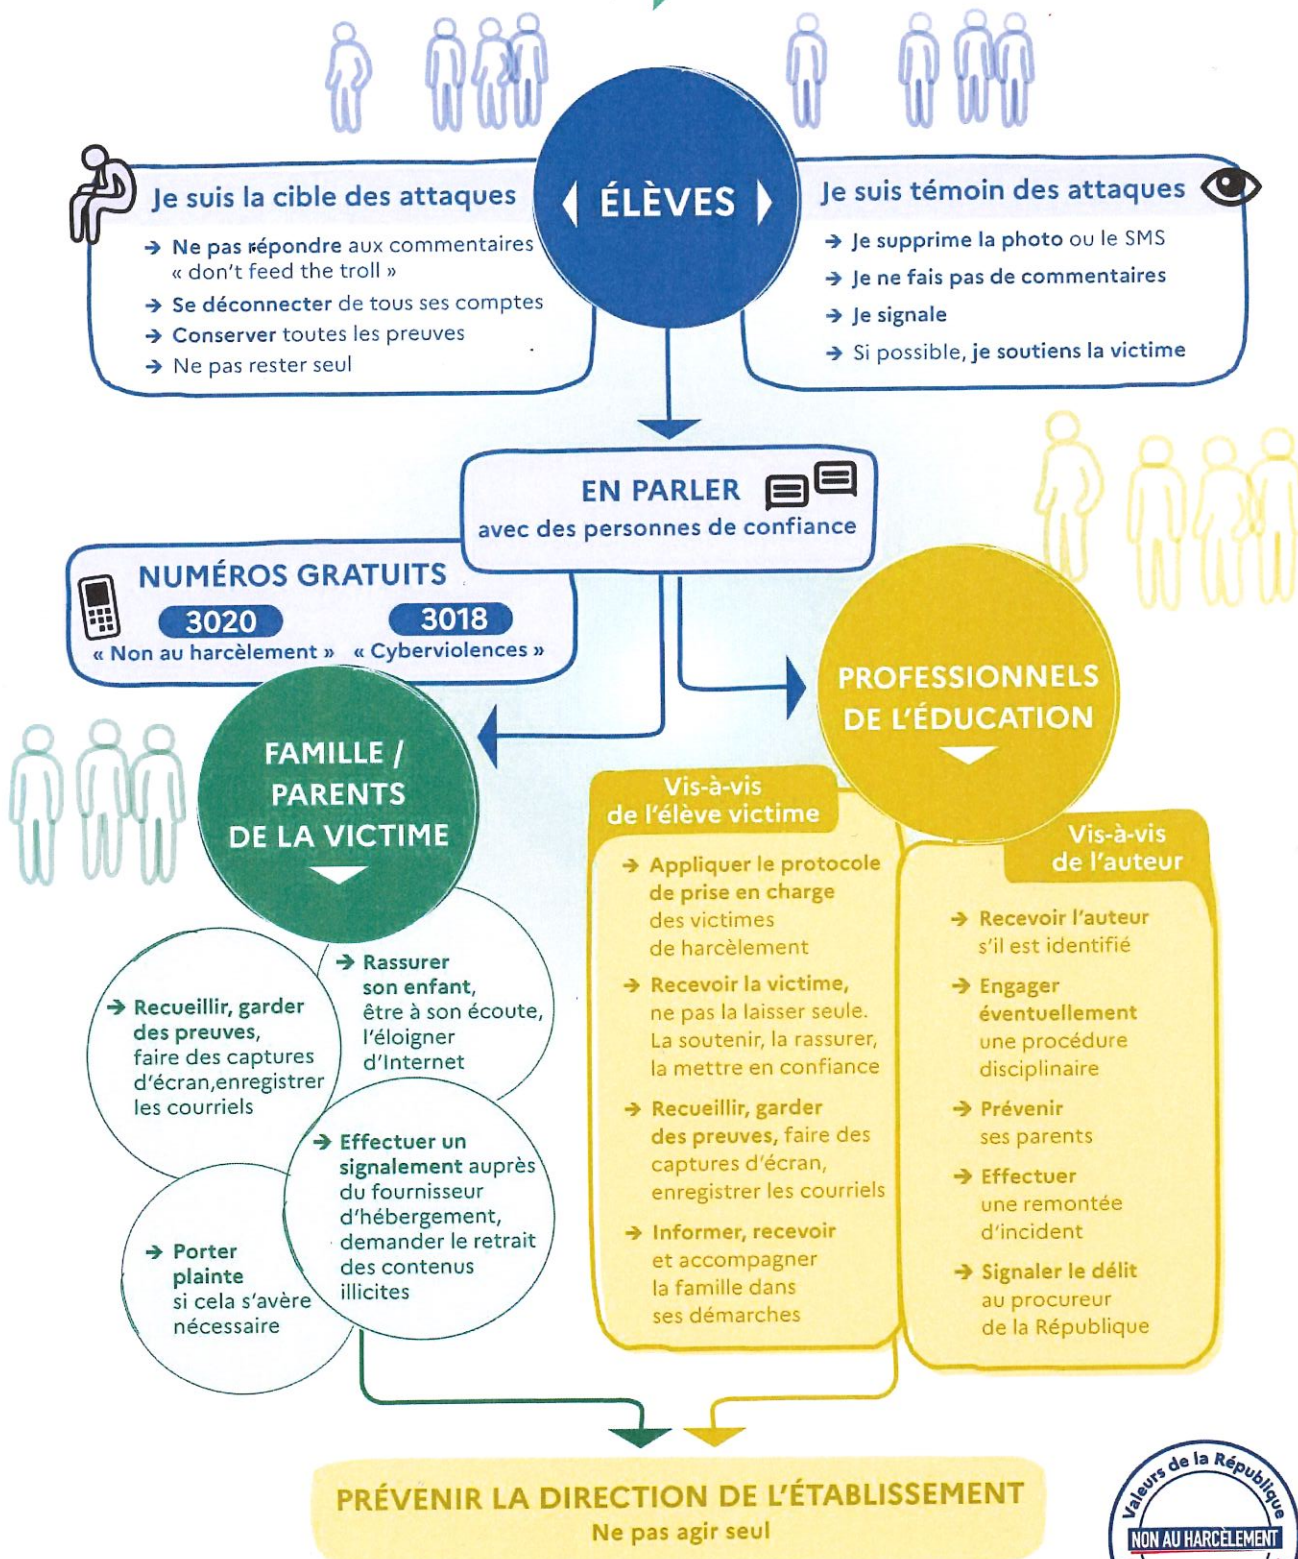 ÉLÈVES
Je suis la cible des attaques
→ Ne pas répondre aux commentaires
« don't feed the troll »
→ Se déconnecter de tous ses comptes
→ Conserver toutes les preuves
→ Ne pas rester seul
Je suis témoin des attaques
→ Je supprime la photo ou le SMS
→ Je ne fais pas de commentaires
→ Je signale
→ Si possible, je soutiens la victime
EN PARLER
avec des personnes de confiance
NUMÉROS GRATUITS
3020
« Non au harcèlement »
3018
« Cyberviolences »
FAMILLE /
PARENTS
DE LA VICTIME
→ Rassurer
son enfant,
être à son écoute,
l'éloigner
d'Internet
→ Recueillir, garder
des preuves,
faire des captures
d'écran,enregistrer
les courriels
→ Effectuer un
signalement auprès
du fournisseur
d'hébergement,
demander le retrait
des contenus
illicites
→ Porter
plainte
si cela s'avère
nécessaire
PROFESSIONNELS
DE L'ÉDUCATION
Vis-à-vis
de l'élève victime
→ Appliquer le protocole
de prise en charge
des victimes
de harcèlement
→ Recevoir la victime,
ne pas la laisser seule.
La soutenir, la rassurer,
la mettre en confiance
→ Recueillir, garder
des preuves, faire des
captures d'écran,
enregistrer les courriels
→ Informer, recevoir
et accompagner
la famille dans
ses démarches
Vis-à-vis
de l'auteur
→ Recevoir l'auteur
s'il est identifié
→ Engager
éventuellement
une procédure
disciplinaire
→ Prévenir
ses parents
→ Effectuer
une remontée
d'incident
→ Signaler le délit
au procureur
de la République
PRÉVENIR LA DIRECTION DE L'ÉTABLISSEMENT
Ne pas agir seul
Valeurs de la République
NON AU HARCÈLEMENT